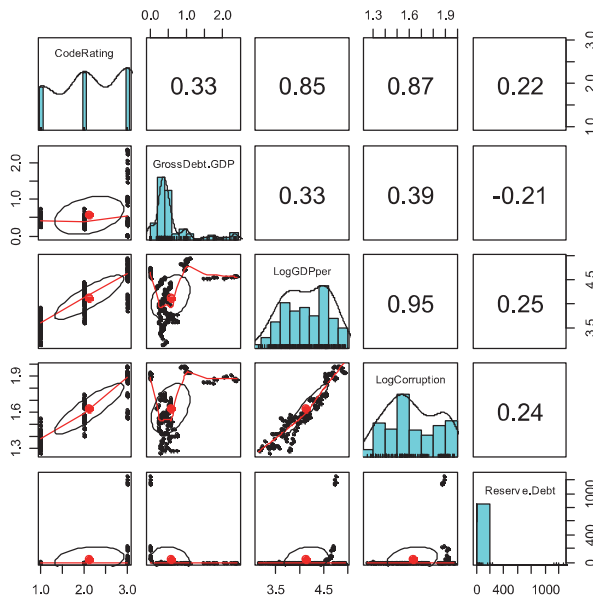 0.0 1.0 2.0
1.3 1.6 1.9
CodeRating
0.33
0.85
0.87
0.22
1.0 2.0 3.0
0.0 1.0 2.0
GrossDebt.GDP
0.33
0.39
-0.21
LogGDPper
0.95
0.25
3.5 4.5
1.3 1.6 1.9
LogCorruption
0.24
Reserve.Debt
0 400 1000
1.0 2.0 3.0
3.5 4.5
0 400 1000